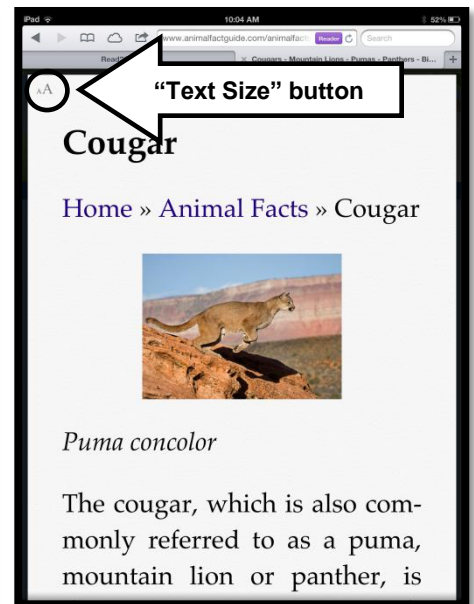 iPad 10:04 AM 52%
www.animalfactguide.com/animalfact Reader Search
Read × Cougars - Mountain Lions - Pumas - Panthers - Bi... +
AA
“Text Size” button
Cougar
Home » Animal Facts » Cougar
Puma concolor
The cougar, which is also com-
monly referred to as a puma,
mountain lion or panther, is